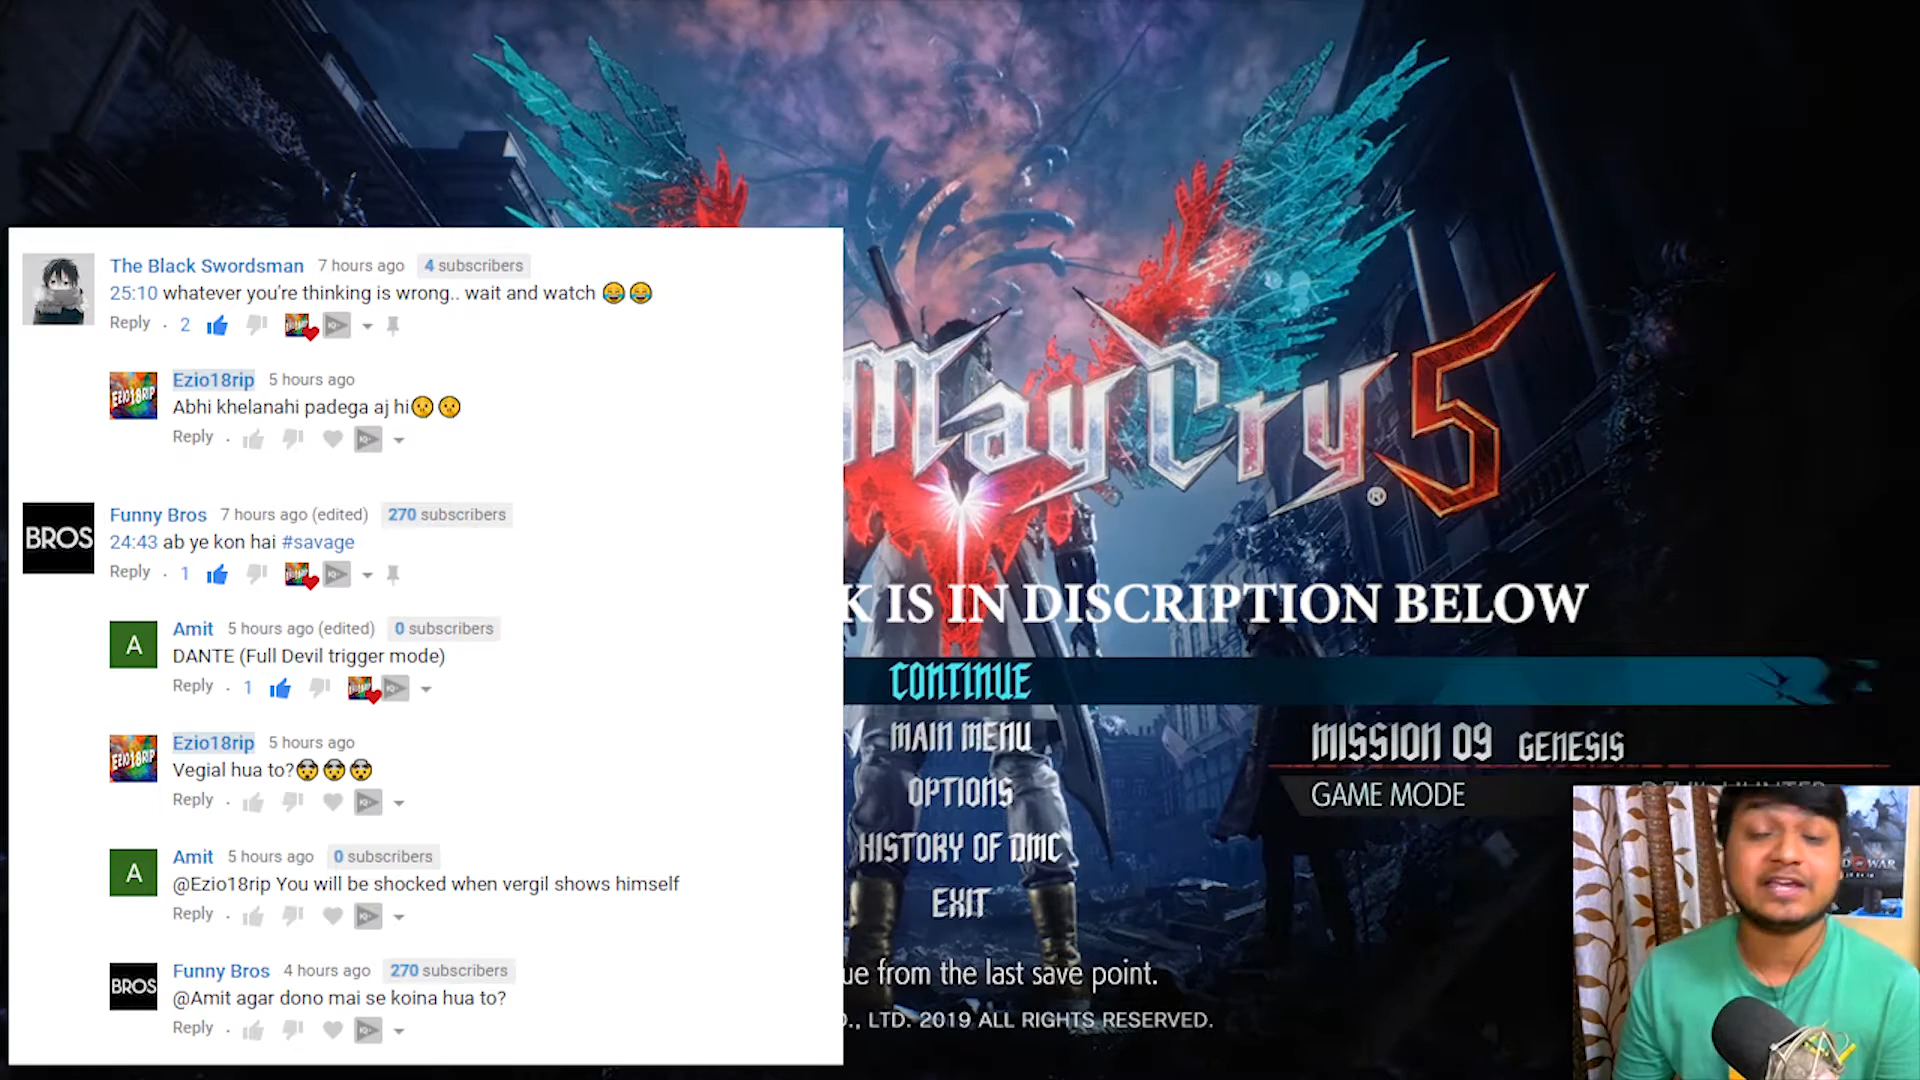 The Black Swordsman 7 hours ago 4 subscribers
25:10 whatever you're thinking is wrong.. wait and watch 😂😂
Reply · 2
Ezio18rip 5 hours ago
EZIO18RIP
Abhi khelanahi padega aj hi
Reply ·
Funny Bros 7 hours ago (edited) 270 subscribers
BROS
24:43 ab ye kon hai #savage
Reply · 1
Amit 5 hours ago (edited) 0 subscribers
A
DANTE (Full Devil trigger mode)
Reply · 1
Ezio18rip 5 hours ago
EZIO18RIP
Vegial hua to?
Reply ·
Amit 5 hours ago 0 subscribers
A
@Ezio18rip You will be shocked when vergil shows himself
Reply ·
Funny Bros 4 hours ago 270 subscribers
BROS
@Amit agar dono mai se koina hua to?
Reply ·
May Cry 5
®
K IS IN DISCRIPTION BELOW
CONTINUE
MAIN MENU
OPTIONS
HISTORY OF DMC
EXIT
MISSION 09 GENESIS
GAME MODE
ue from the last save point.
., LTD. 2019 ALL RIGHTS RESERVED.
WAR